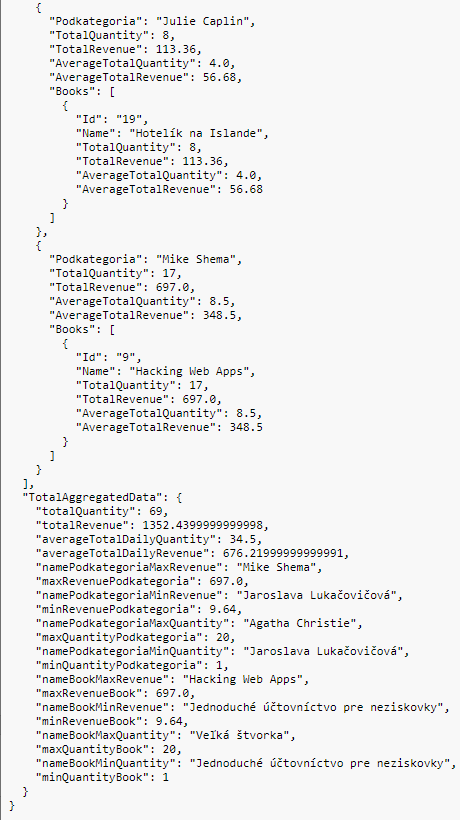 {
"Podkategoria": "Julie Caplin",
"TotalQuantity": 8,
"TotalRevenue": 113.36,
"AverageTotalQuantity": 4.0,
"AverageTotalRevenue": 56.68,
"Books": [
{
"Id": "19",
"Name": "Hotelík na Islande",
"TotalQuantity": 8,
"TotalRevenue": 113.36,
"AverageTotalQuantity": 4.0,
"AverageTotalRevenue": 56.68
}
]
},
{
"Podkategoria": "Mike Shema",
"TotalQuantity": 17,
"TotalRevenue": 697.0,
"AverageTotalQuantity": 8.5,
"AverageTotalRevenue": 348.5,
"Books": [
{
"Id": "9",
"Name": "Hacking Web Apps",
"TotalQuantity": 17,
"TotalRevenue": 697.0,
"AverageTotalQuantity": 8.5,
"AverageTotalRevenue": 348.5
}
]
}
],
"TotalAggregatedData": {
"totalQuantity": 69,
"totalRevenue": 1352.4399999999998,
"averageTotalDailyQuantity": 34.5,
"averageTotalDailyRevenue": 676.21999999999991,
"namePodkategoriaMaxRevenue": "Mike Shema",
"maxRevenuePodkategoria": 697.0,
"namePodkategoriaMinRevenue": "Jaroslava Lukačovičová",
"minRevenuePodkategoria": 9.64,
"namePodkategoriaMaxQuantity": "Agatha Christie",
"maxQuantityPodkategoria": 20,
"namePodkategoriaMinQuantity": "Jaroslava Lukačovičová",
"minQuantityPodkategoria": 1,
"nameBookMaxRevenue": "Hacking Web Apps",
"maxRevenueBook": 697.0,
"nameBookMinRevenue": "Jednoduché účtovníctvo pre neziskovky",
"minRevenueBook": 9.64,
"nameBookMaxQuantity": "Veľká štvorka",
"maxQuantityBook": 20,
"nameBookMinQuantity": "Jednoduché účtovníctvo pre neziskovky",
"minQuantityBook": 1
}
}